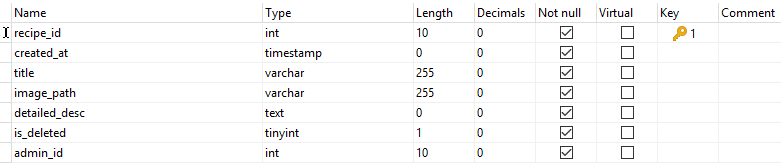 Name Type Length Decimals Not null Virtual Key Comment
recipe_id int 10 0 1
created_at timestamp 0 0
title varchar 255 0
image_path varchar 255 0
detailed_desc text 0 0
is_deleted tinyint 1 0
admin_id int 10 0